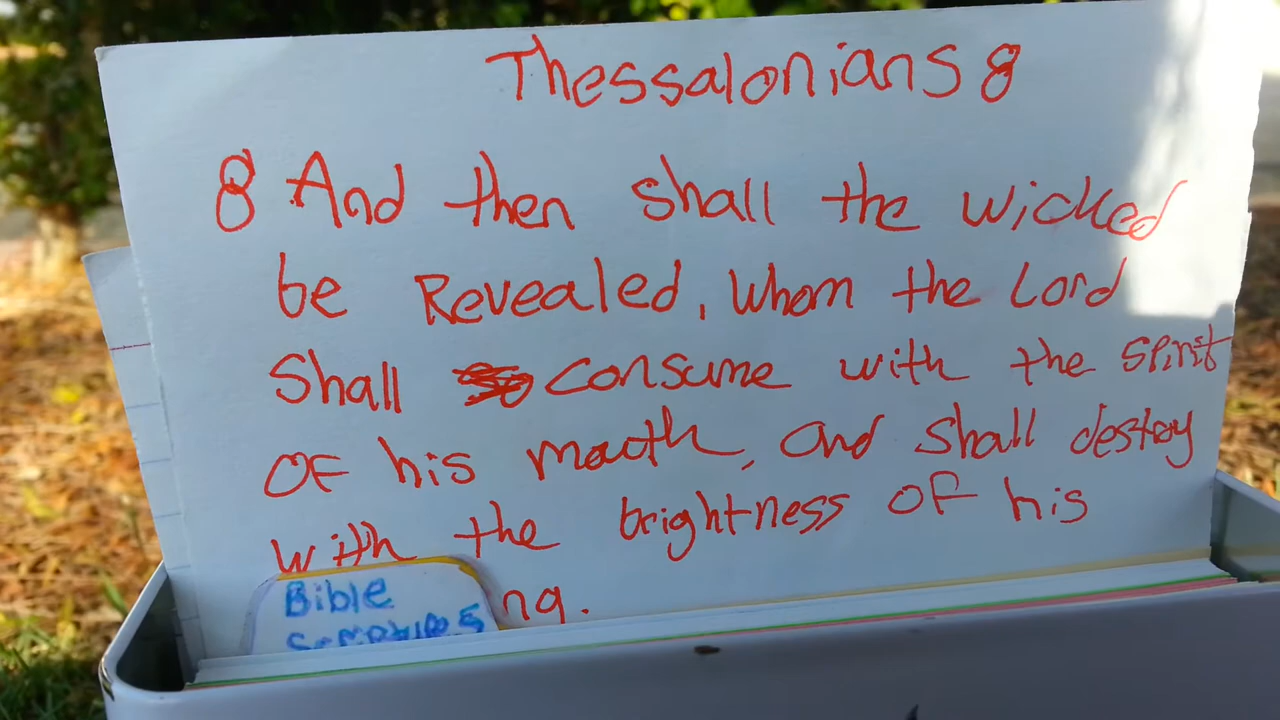 Thessalonians 8
8 And then shall the wicked
be Revealed, whom the Lord
Shall consume with the spirit
OF his mouth, and shall destroy
with the brightness OF his
ng.
Bible